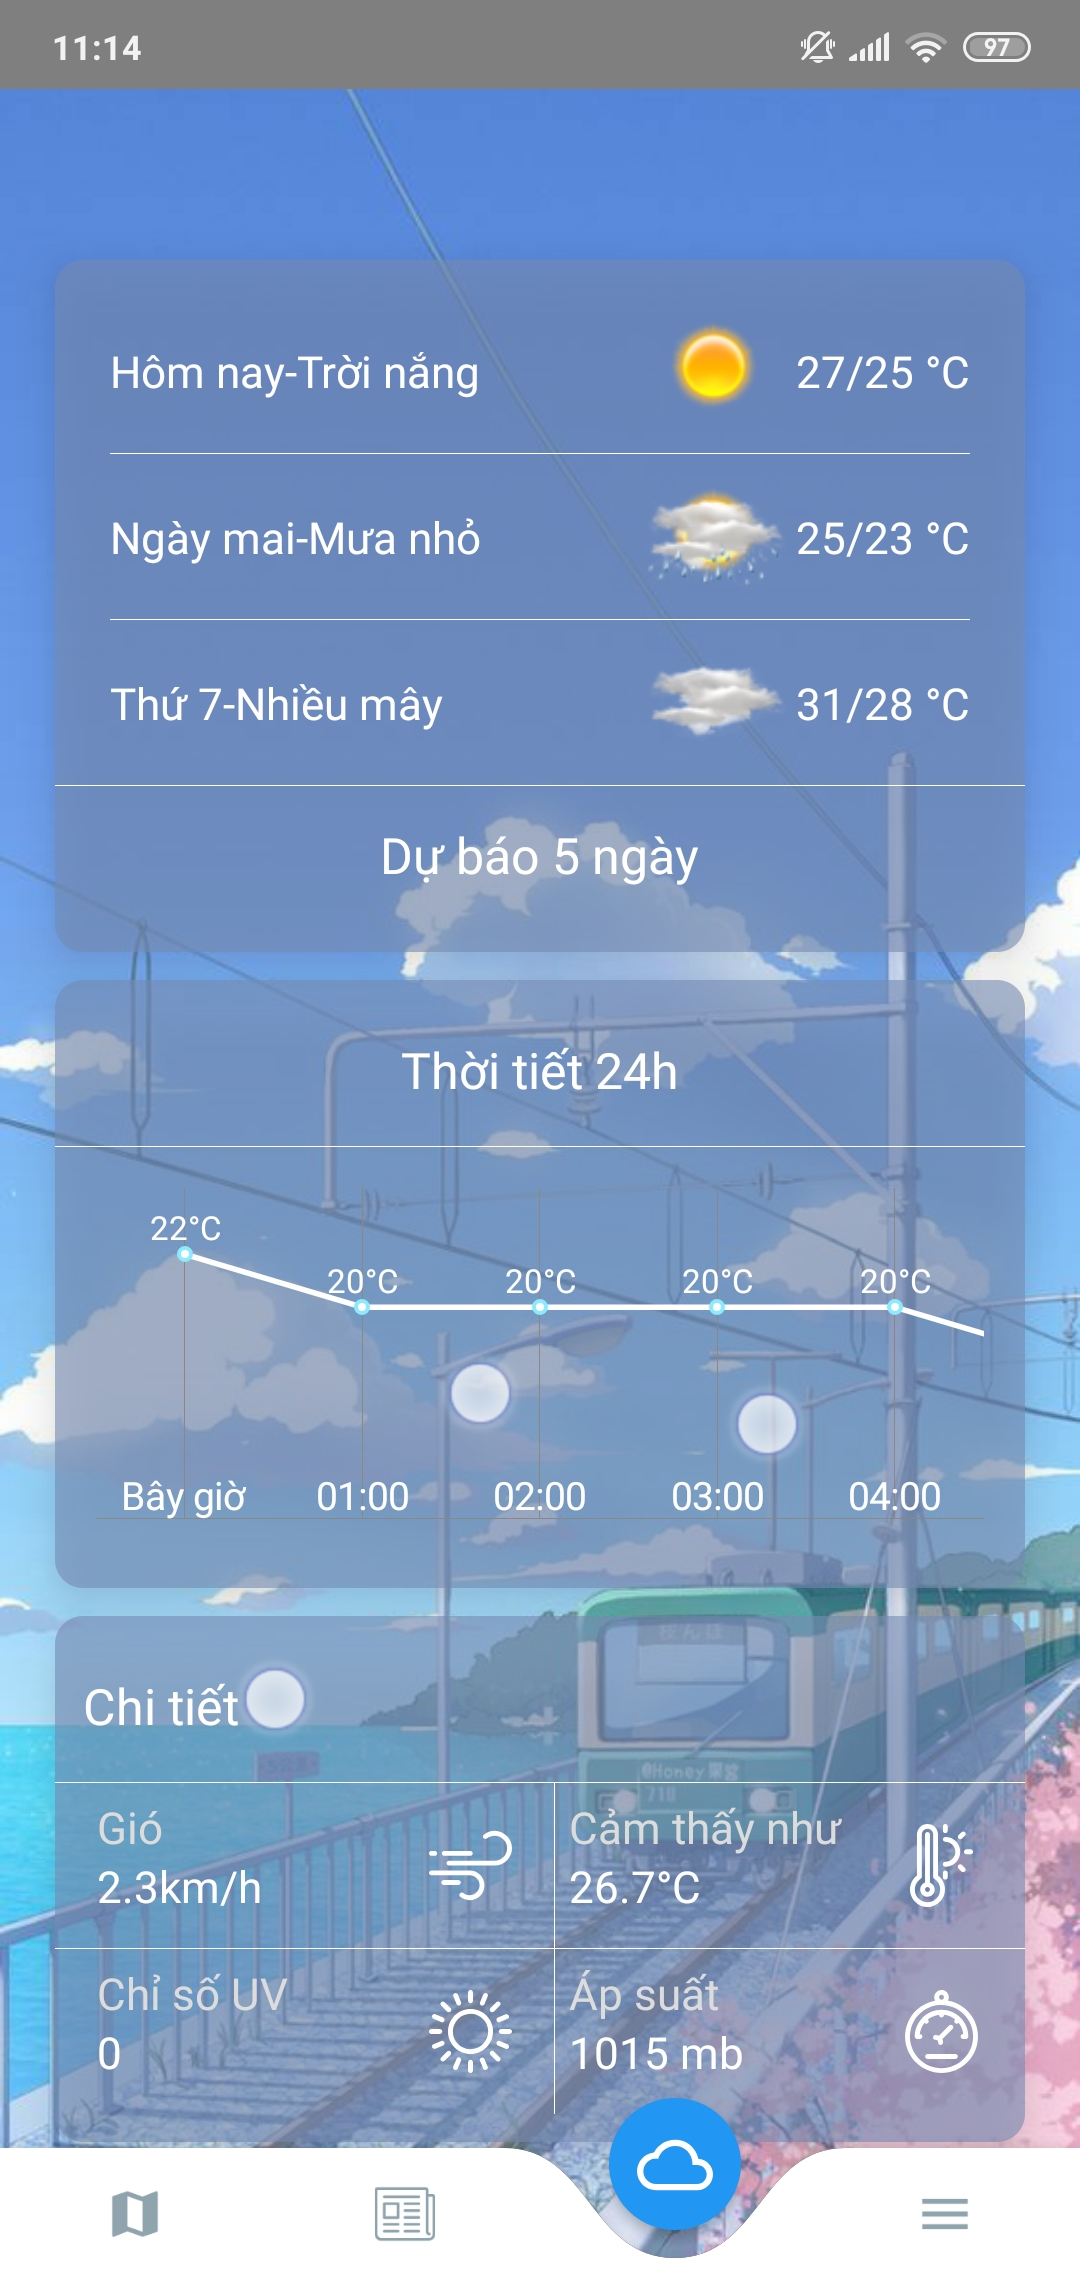 11:14
97
Hôm nay-Trời nắng
27/25 °C
Ngày mai-Mưa nhỏ
25/23 °C
Thứ 7-Nhiều mây
31/28 °C
Dự báo 5 ngày
Thời tiết 24h
22°C
20°C
20°C
20°C
20°C
Bây giờ
01:00
02:00
03:00
04:00
Chi tiết
@Honey
710
Gió
2.3km/h
Cảm thấy như
26.7°C
Chỉ số UV
0
Áp suất
1015 mb